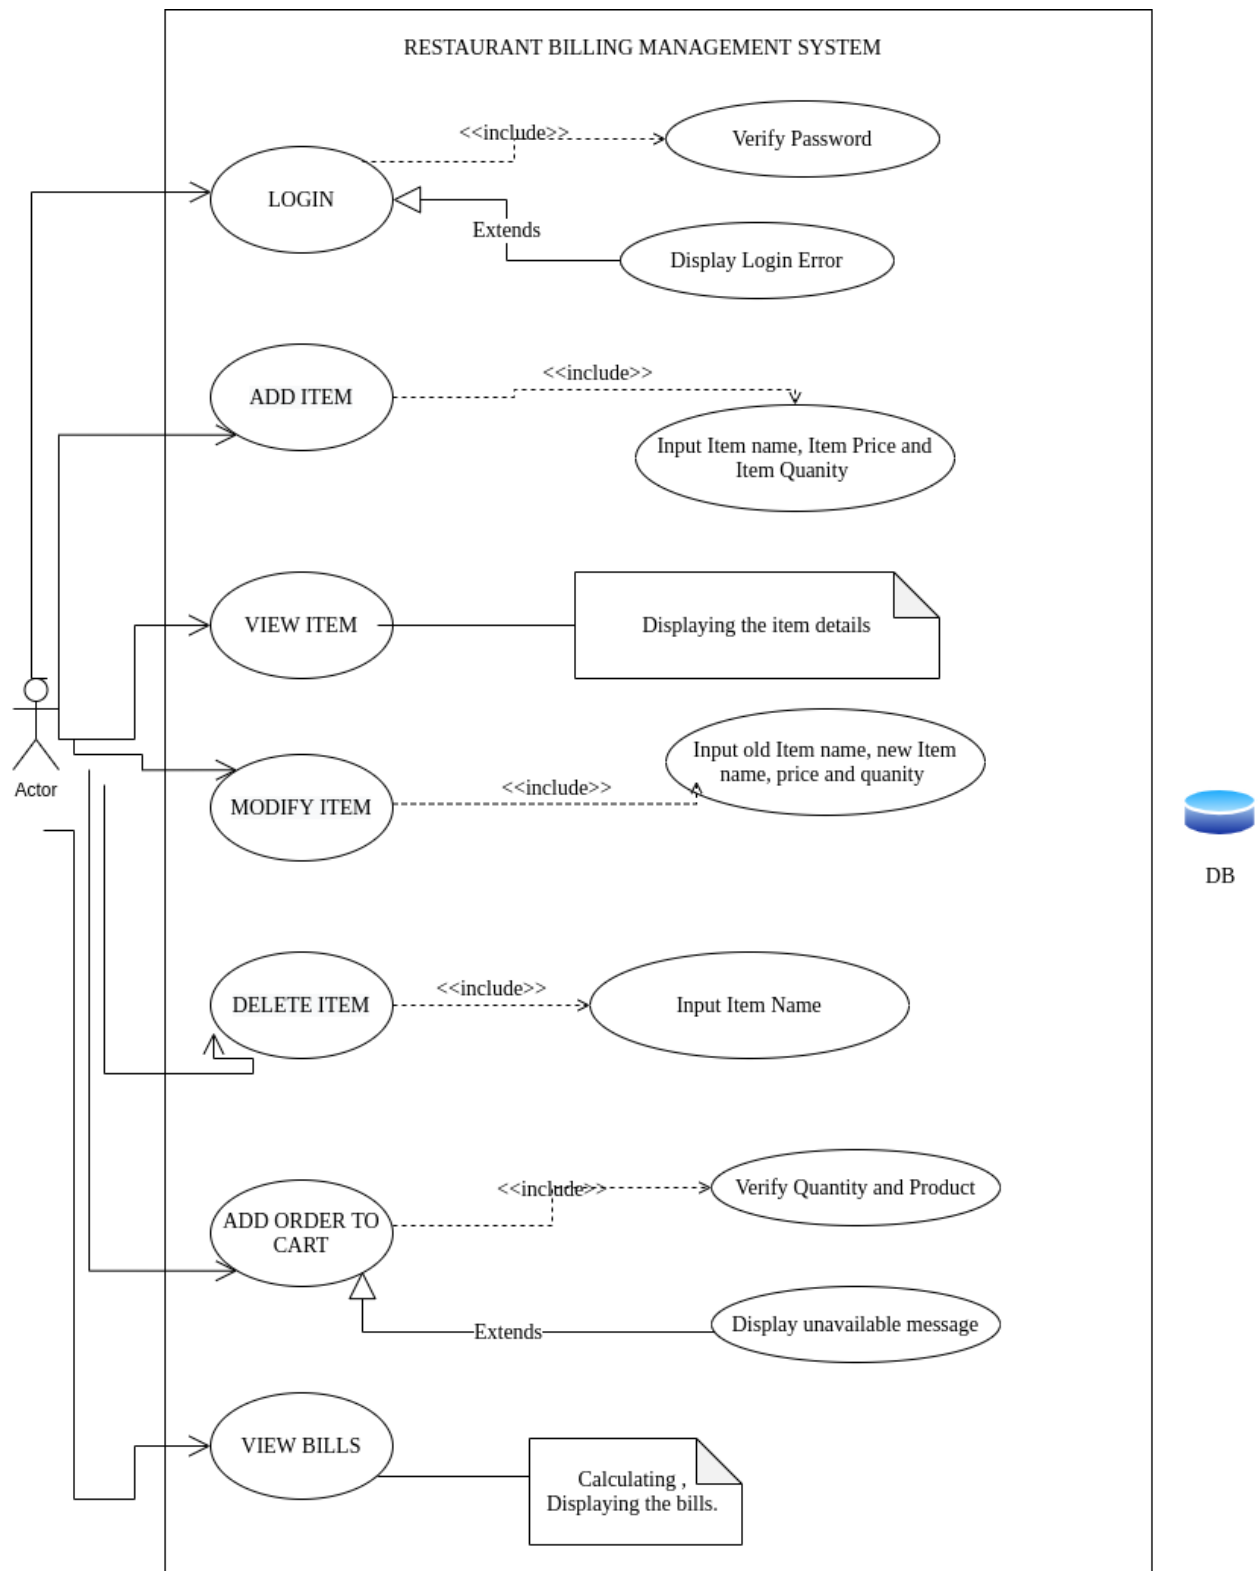 RESTAURANT BILLING MANAGEMENT SYSTEM
<<include>>
Verify Password
LOGIN
Extends
Display Login Error
<<include>>
ADD ITEM
Input Item name, Item Price and
Item Quanity
VIEW ITEM
Displaying the item details
Actor
Input old Item name, new Item
name, price and quanity
<<include>>
MODIFY ITEM
DB
<<include>>
DELETE ITEM
Input Item Name
<<include>>
Verify Quantity and Product
ADD ORDER TO
CART
Extends
Display unavailable message
VIEW BILLS
Calculating ,
Displaying the bills.